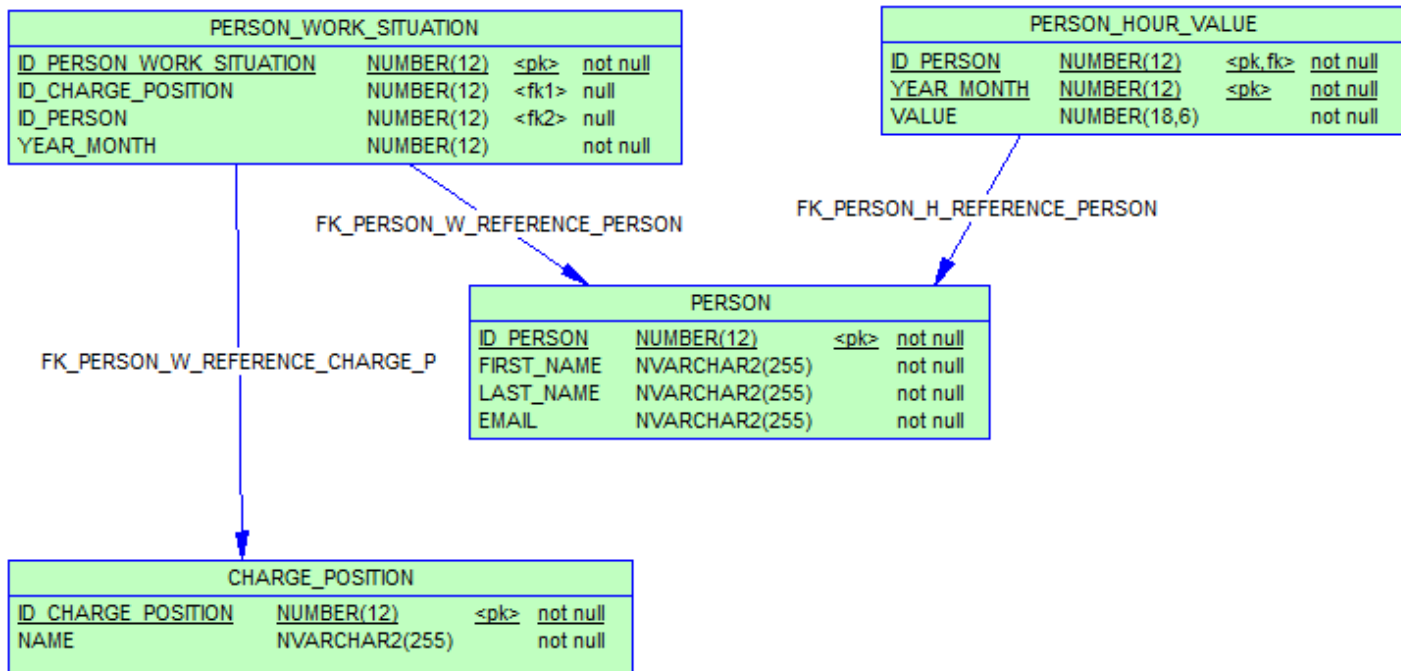 PERSON_WORK_SITUATION
ID_PERSON_WORK_SITUATION NUMBER(12) <pk> not null
ID_CHARGE_POSITION NUMBER(12) <fk1> null
ID_PERSON NUMBER(12) <fk2> null
YEAR_MONTH NUMBER(12) not null
PERSON_HOUR_VALUE
ID_PERSON NUMBER(12) <pk,fk> not null
YEAR_MONTH NUMBER(12) <pk> not null
VALUE NUMBER(18,6) not null
FK_PERSON_W_REFERENCE_PERSON
FK_PERSON_H_REFERENCE_PERSON
PERSON
ID_PERSON NUMBER(12) <pk> not null
FIRST_NAME NVARCHAR2(255) not null
LAST_NAME NVARCHAR2(255) not null
EMAIL NVARCHAR2(255) not null
FK_PERSON_W_REFERENCE_CHARGE_P
CHARGE_POSITION
ID_CHARGE_POSITION NUMBER(12) <pk> not null
NAME NVARCHAR2(255) not null